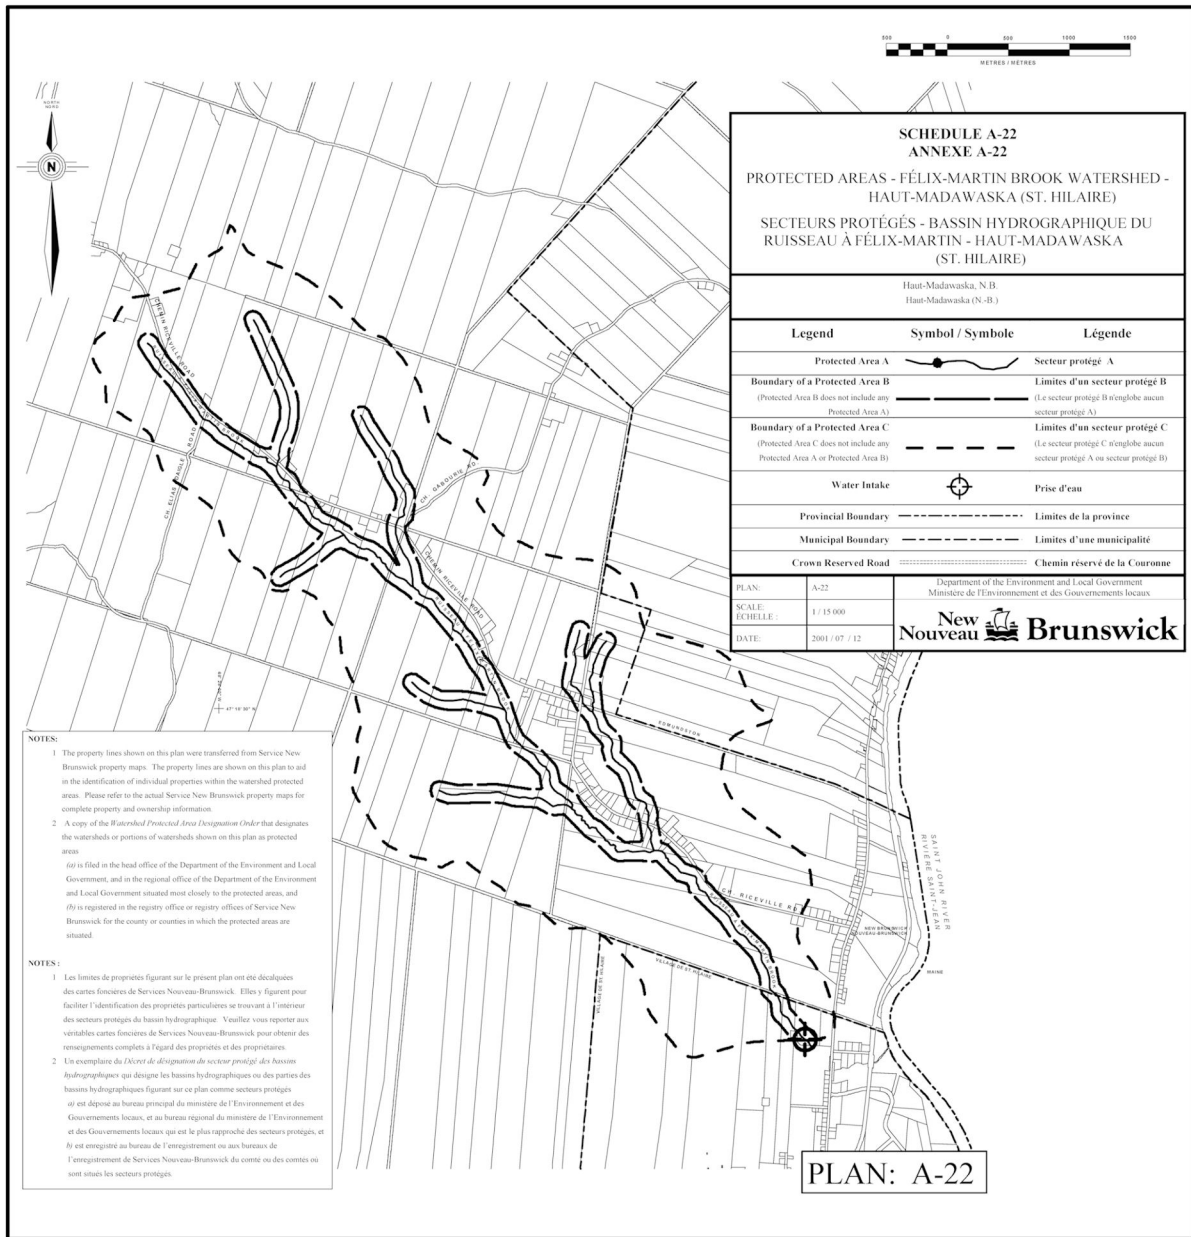 500 0 500 1000 1500
METRES / MÈTRES
NORTH
NORD
N
SCHEDULE A-22
ANNEXE A-22
PROTECTED AREAS - FÉLIX-MARTIN BROOK WATERSHED -
HAUT-MADAWASKA (ST. HILAIRE)
SECTEURS PROTÉGÉS - BASSIN HYDROGRAPHIQUE DU
RUISSEAU À FÉLIX-MARTIN - HAUT-MADAWASKA
(ST. HILAIRE)
Haut-Madawaska, N.B.
Haut-Madawaska (N.-B.)
Legend Symbol / Symbole Légende
Protected Area A Secteur protégé A
Boundary of a Protected Area B Limites d'un secteur protégé B
(Protected Area B does not include any (Le secteur protégé B n'englobe aucun
Protected Area A) secteur protégé A)
Boundary of a Protected Area C Limites d'un secteur protégé C
(Protected Area C does not include any (Le secteur protégé C n'englobe aucun
Protected Area A or Protected Area B) secteur protégé A ou secteur protégé B)
Water Intake Prise d'eau
Provincial Boundary Limites de la province
Municipal Boundary Limites d'une municipalité
Crown Reserved Road Chemin réservé de la Couronne
PLAN: A-22
SCALE:
ÉCHELLE : 1 / 15 000
DATE: 2001 / 07 / 12
Department of the Environment and Local Government
Ministère de l'Environnement et des Gouvernements locaux
New
Nouveau Brunswick
CHEMIN RICEVILLE ROAD
CH. ELIAS DAIGLE ROAD
CH. GABOURIE RD.
CHEMIN RICEVILLE ROAD
EDMUNDSTON
CH. RICEVILLE RD
VILLAGE DE ST. HILAIRE
VILLAGE DE ST. HILAIRE
NEW BRUNSWICK
NOUVEAU-BRUNSWICK
MAINE
SAINT JOHN RIVER
RIVIÈRE SAINT-JEAN
NOTES:
1 The property lines shown on this plan were transferred from Service New
Brunswick property maps. The property lines are shown on this plan to aid
in the identification of individual properties within the watershed protected
areas. Please refer to the actual Service New Brunswick property maps for
complete property and ownership information.
2 A copy of the Watershed Protected Area Designation Order that designates
the watersheds or portions of watersheds shown on this plan as protected
areas
(a) is filed in the head office of the Department of the Environment and Local
Government, and in the regional office of the Department of the Environment
and Local Government situated most closely to the protected areas, and
(b) is registered in the registry office or registry offices of Service New
Brunswick for the county or counties in which the protected areas are
situated.
NOTES :
1 Les limites de propriétés figurant sur le présent plan ont été décalquées
des cartes foncières de Services Nouveau-Brunswick. Elles y figurent pour
faciliter l'identification des propriétés particulières se trouvant à l'intérieur
des secteurs protégés du bassin hydrographique. Veuillez vous reporter aux
véritables cartes foncières de Services Nouveau-Brunswick pour obtenir des
renseignements complets à l'égard des propriétés et des propriétaires.
2 Un exemplaire du Décret de désignation du secteur protégé des bassins
hydrographiques qui désigne les bassins hydrographiques ou des parties des
bassins hydrographiques figurant sur ce plan comme secteurs protégés
a) est déposé au bureau principal du ministère de l'Environnement et des
Gouvernements locaux, et au bureau régional du ministère de l'Environnement
et des Gouvernements locaux qui est le plus rapproché des secteurs protégés, et
b) est enregistré au bureau de l'enregistrement ou aux bureaux de
l'enregistrement de Services Nouveau-Brunswick du comté ou des comtés où
sont situés les secteurs protégés.
PLAN: A-22